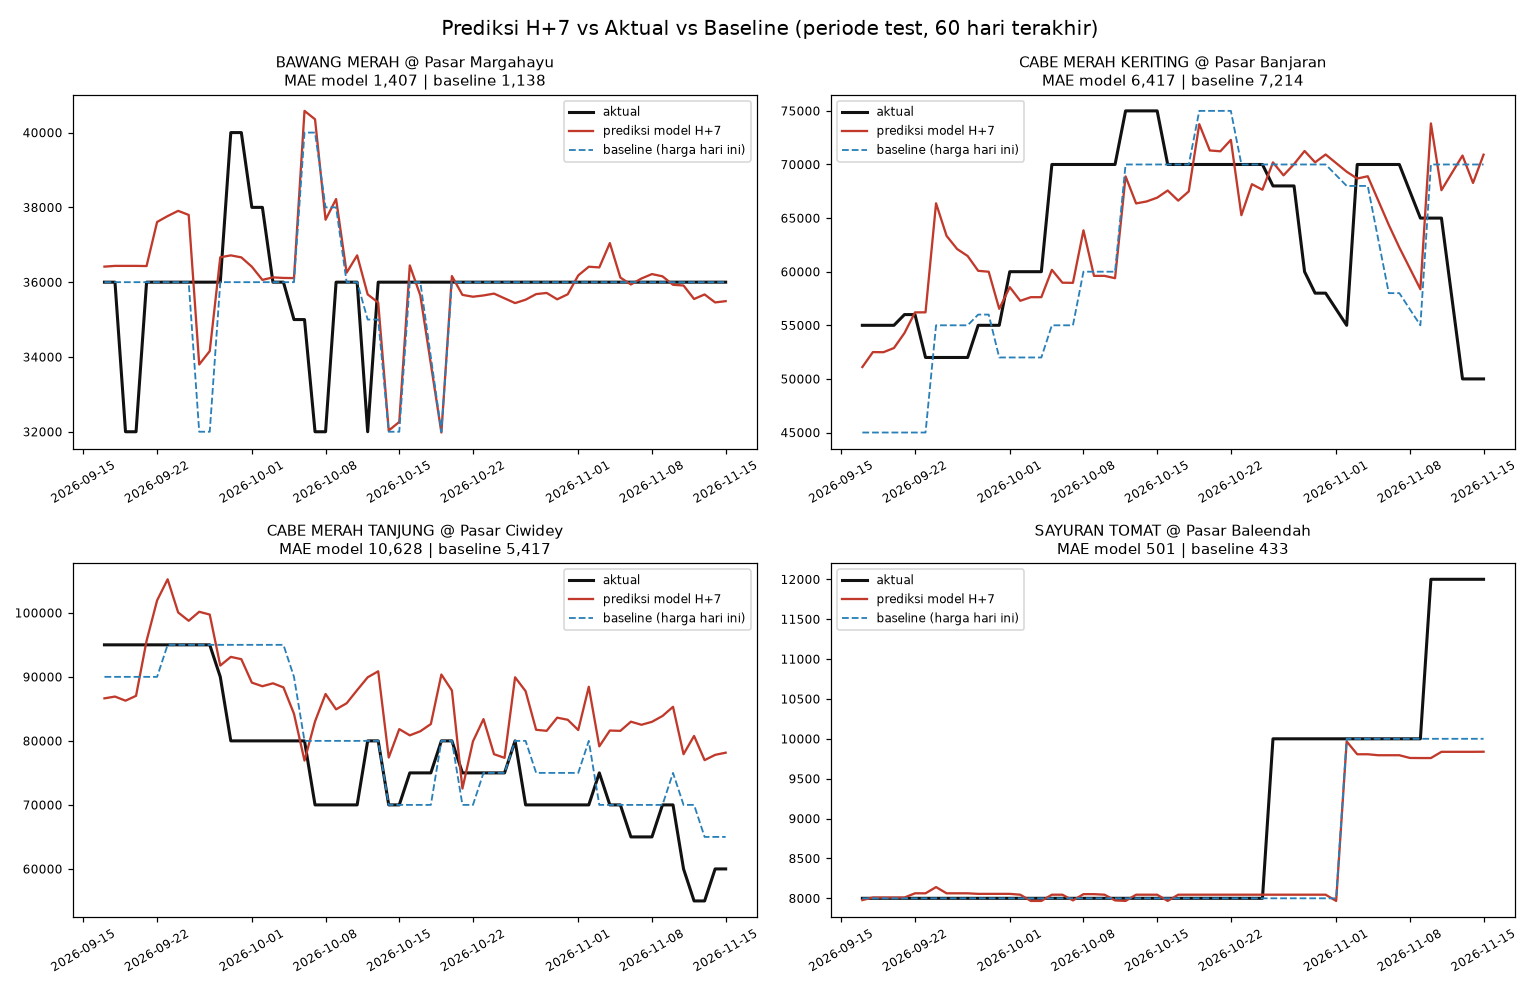 Prediksi H+7 vs Aktual vs Baseline (periode test, 60 hari terakhir)
BAWANG MERAH @ Pasar Margahayu
MAE model 1,407 | baseline 1,138
aktual
prediksi model H+7
baseline (harga hari ini)
40000
38000
36000
34000
32000
2026-09-15
2026-09-22
2026-10-01
2026-10-08
2026-10-15
2026-10-22
2026-11-01
2026-11-08
2026-11-15
CABE MERAH KERITING @ Pasar Banjaran
MAE model 6,417 | baseline 7,214
aktual
prediksi model H+7
baseline (harga hari ini)
75000
70000
65000
60000
55000
50000
45000
2026-09-15
2026-09-22
2026-10-01
2026-10-08
2026-10-15
2026-10-22
2026-11-01
2026-11-08
2026-11-15
CABE MERAH TANJUNG @ Pasar Ciwidey
MAE model 10,628 | baseline 5,417
aktual
prediksi model H+7
baseline (harga hari ini)
100000
90000
80000
70000
60000
2026-09-15
2026-09-22
2026-10-01
2026-10-08
2026-10-15
2026-10-22
2026-11-01
2026-11-08
2026-11-15
SAYURAN TOMAT @ Pasar Baleendah
MAE model 501 | baseline 433
aktual
prediksi model H+7
baseline (harga hari ini)
12000
11500
11000
10500
10000
9500
9000
8500
8000
2026-09-15
2026-09-22
2026-10-01
2026-10-08
2026-10-15
2026-10-22
2026-11-01
2026-11-08
2026-11-15